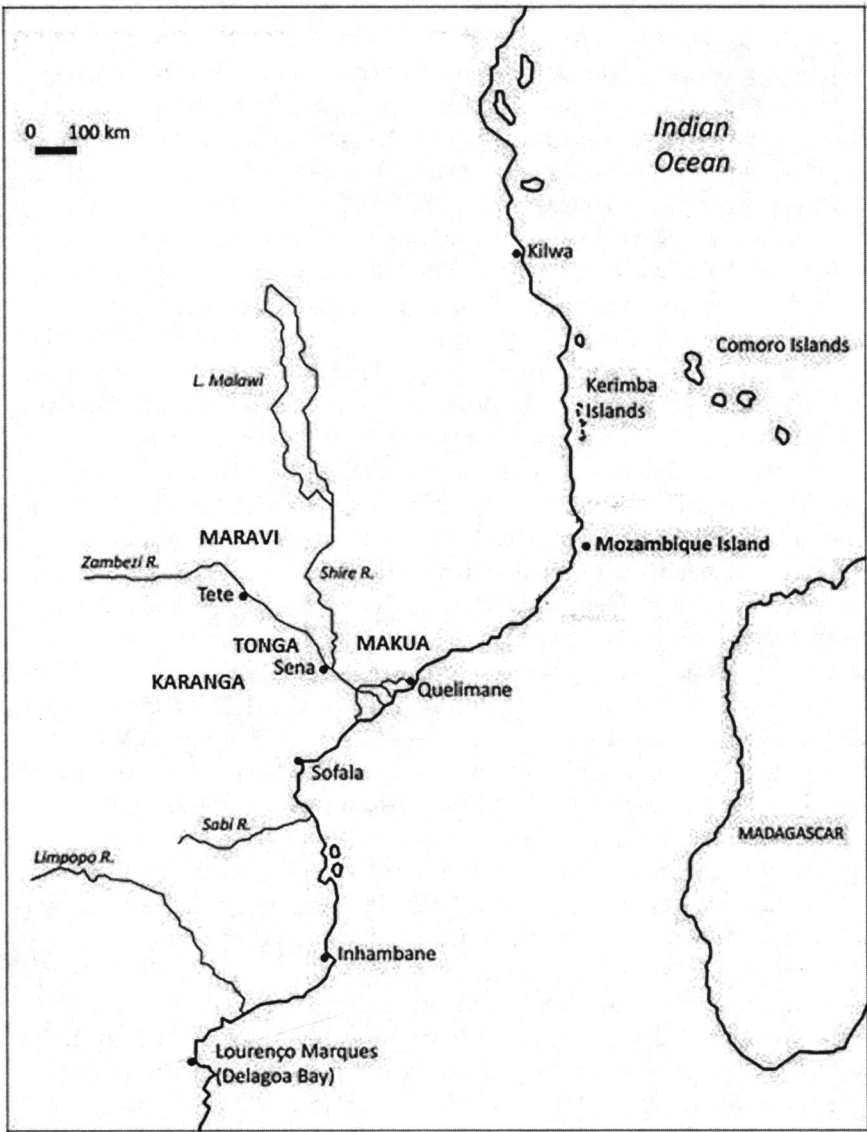 Indian
Ocean
0 100 km
Kilwa
L. Malawi
Comoro Islands
Kerimba
Islands
MARAVI
Mozambique Island
Zambezi R.
Shire R.
Tete
TONGA
MAKUA
Sena
KARANGA
Quelimane
Sofala
Sabi R.
MADAGASCAR
Limpopo R.
Inhambane
Lourenço Marques
(Delagoa Bay)